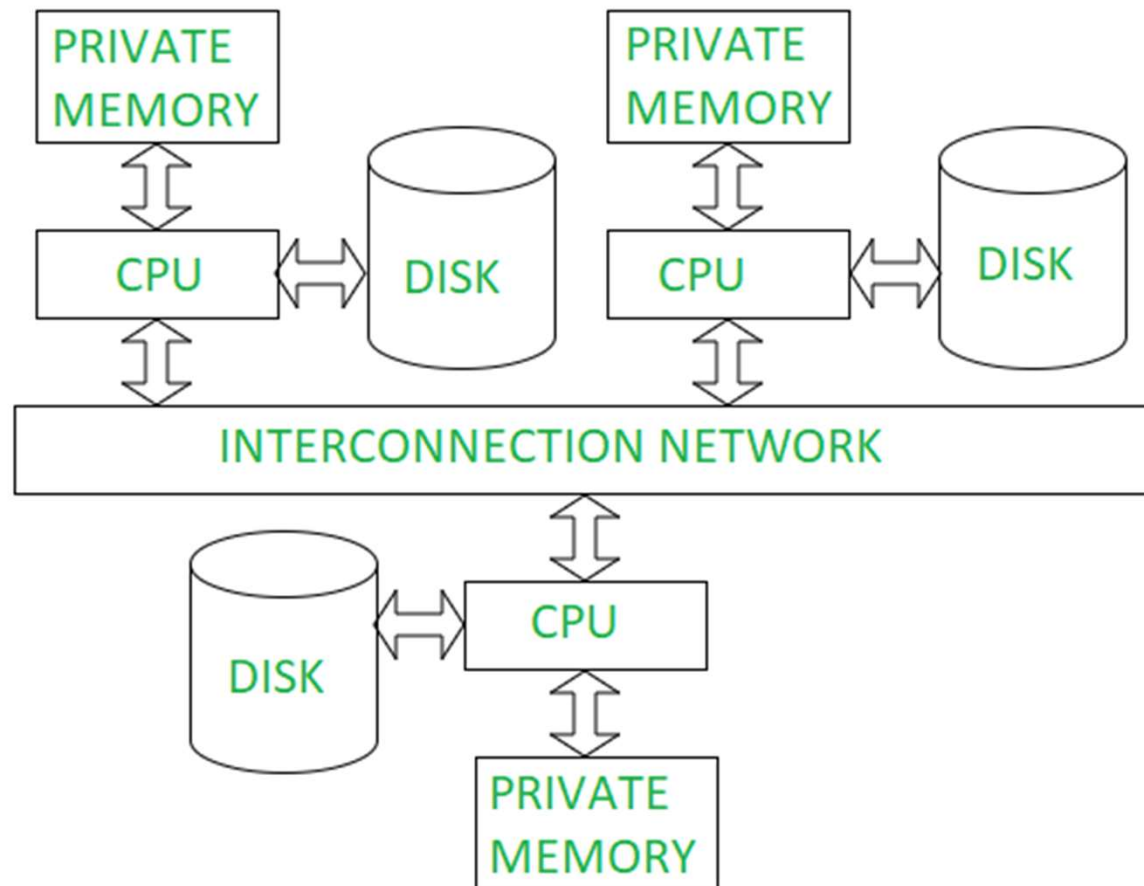 PRIVATE
MEMORY
PRIVATE
MEMORY
CPU
DISK
CPU
DISK
INTERCONNECTION NETWORK
DISK
CPU
PRIVATE
MEMORY